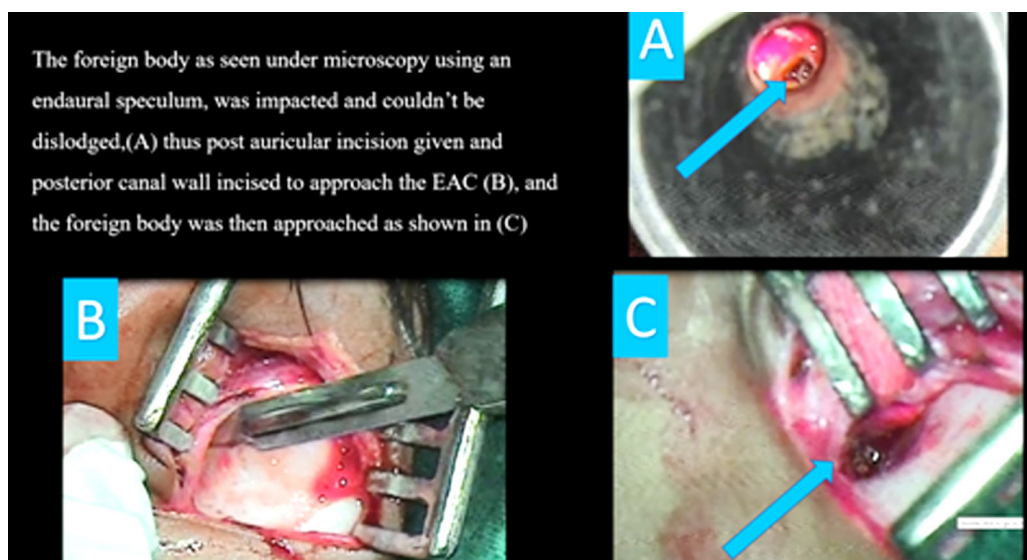 The foreign body as seen under microscopy using an
endaural speculum, was impacted and couldn't be
dislodged,(A) thus post auricular incision given and
posterior canal wall incised to approach the EAC (B), and
the foreign body was then approached as shown in (C)
A
B
C